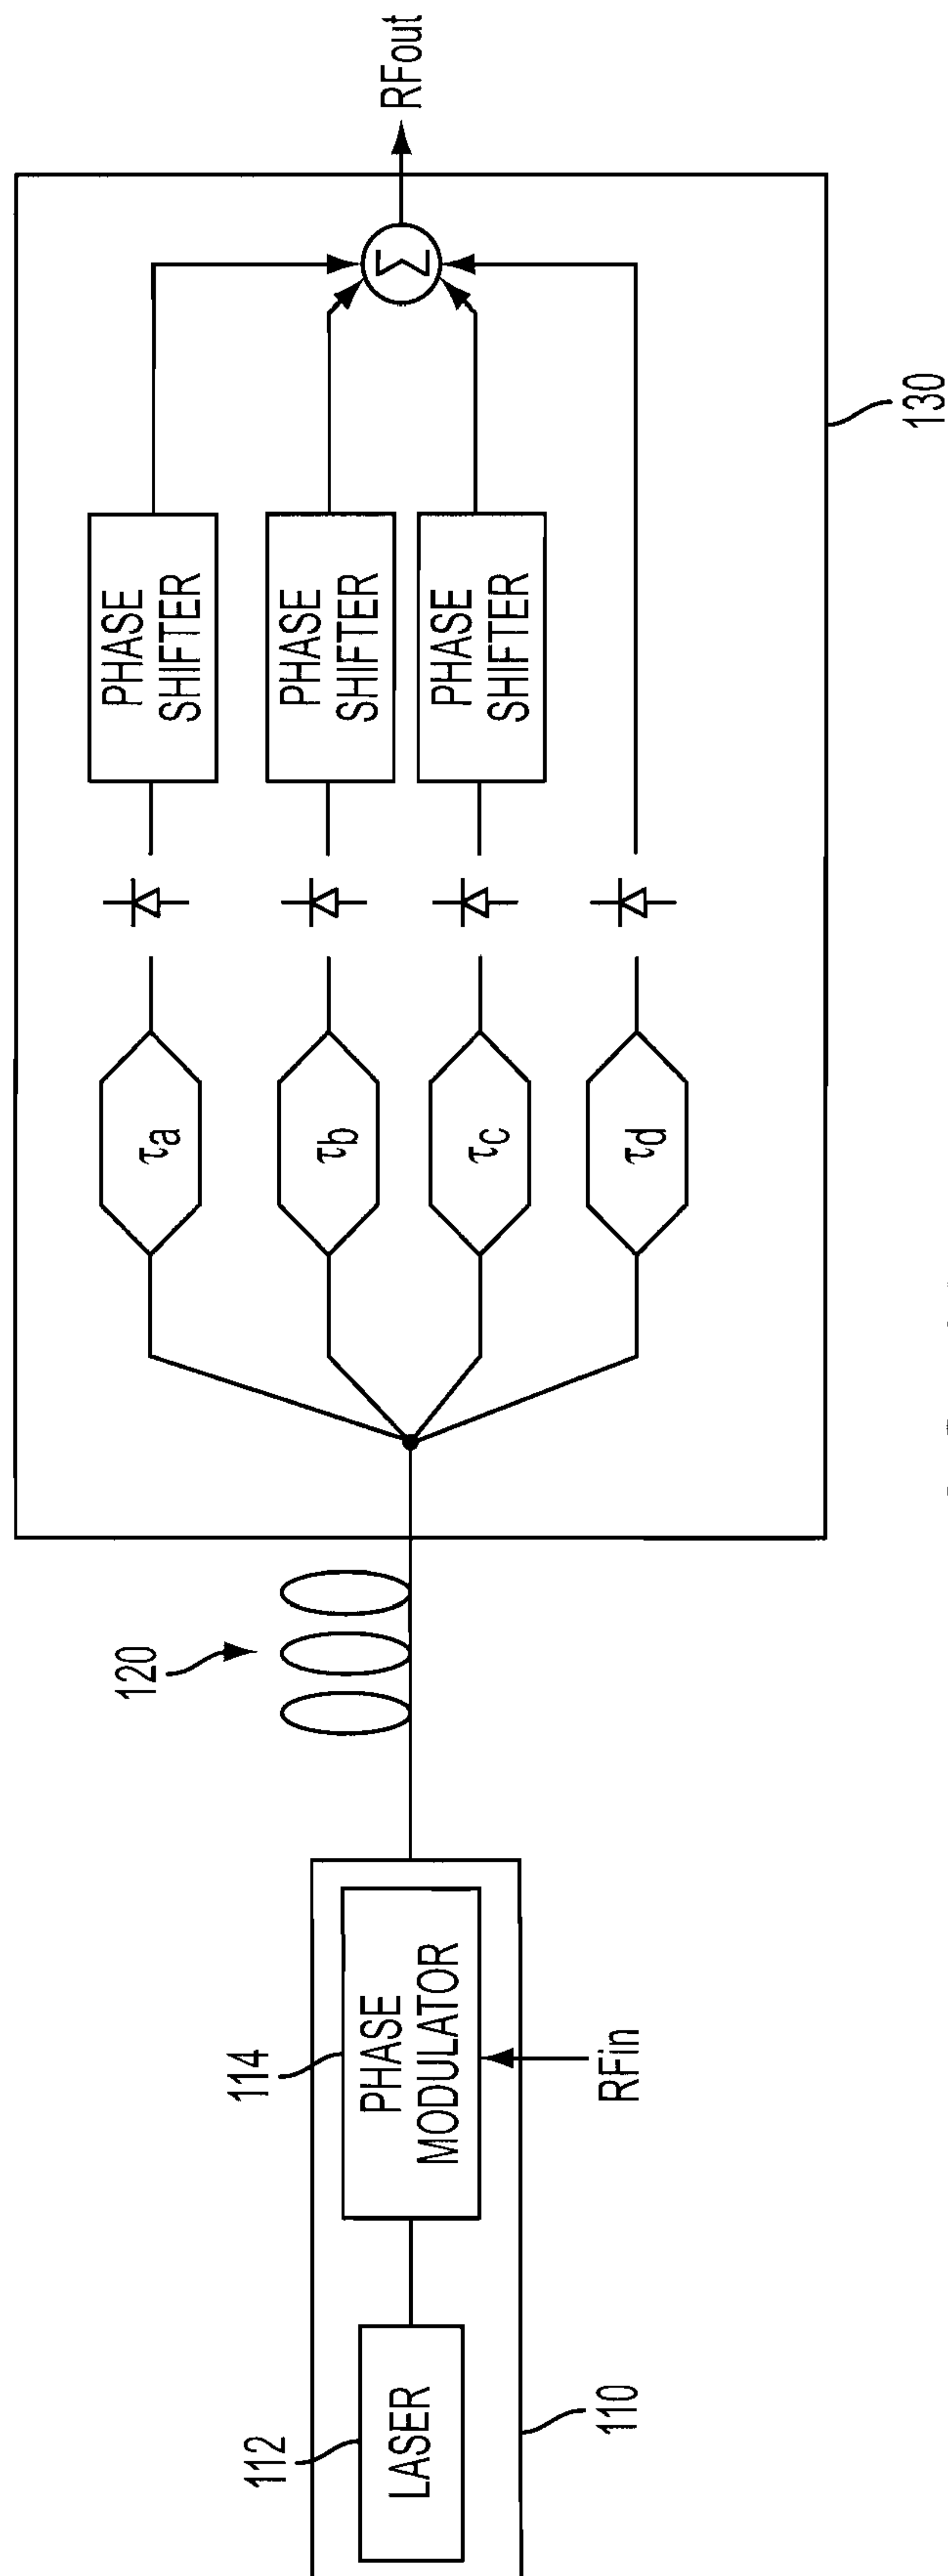 112
LASER
110
114
PHASE
MODULATOR
RFin
120
τa
τb
τc
τd
PHASE
SHIFTER
PHASE
SHIFTER
PHASE
SHIFTER
Σ
RFout
130